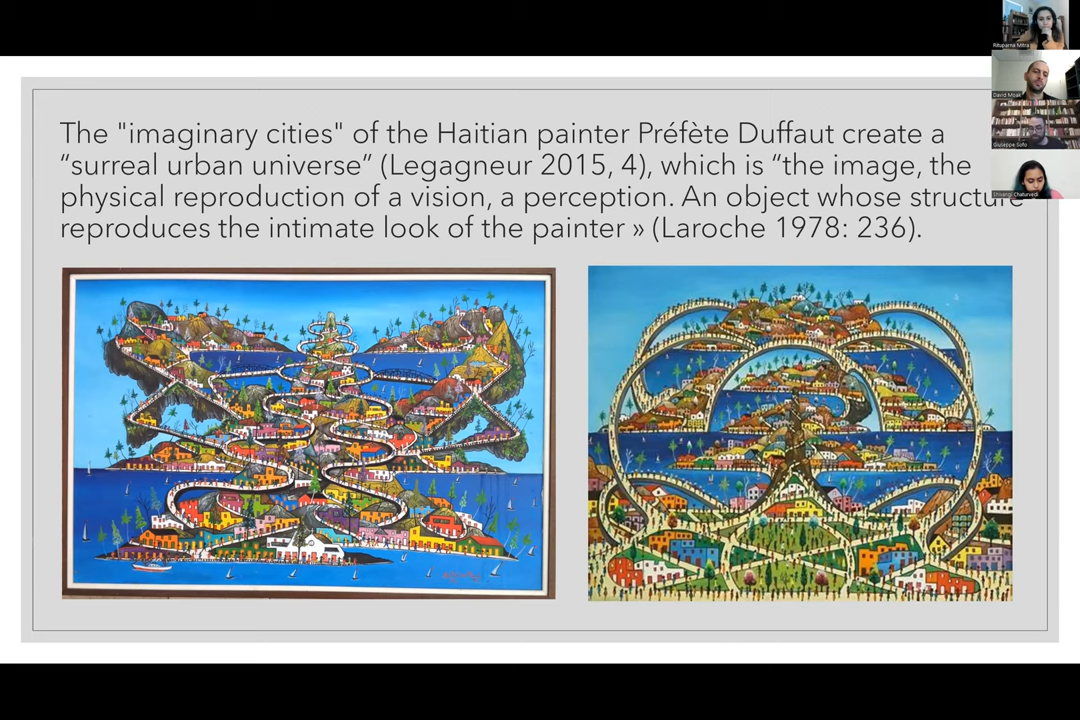 The "imaginary cities" of the Haitian painter Préfète Duffaut create a
“surreal urban universe” (Legagneur 2015, 4), which is “the image, the
physical reproduction of a vision, a perception. An object whose structure
reproduces the intimate look of the painter » (Laroche 1978: 236).
Rituparna Mitra
David Moak
Giuseppe Sofo